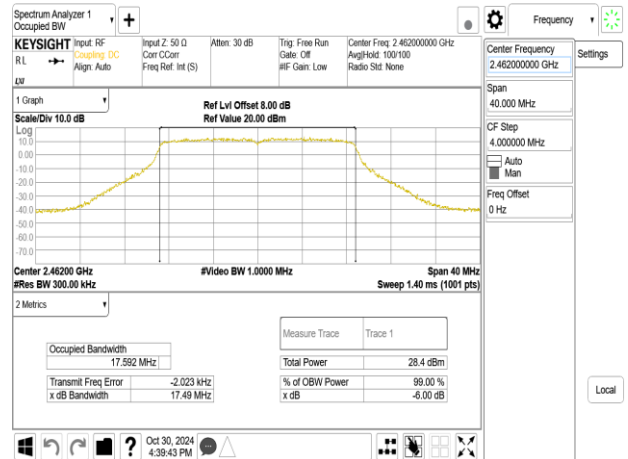 Spectrum Analyzer 1
Occupied BW
Frequency
KEYSIGHT
R L
LXI
Input: RF
Coupling: DC
Align: Auto
Input Z: 50 Ω
Corr CCorr
Freq Ref: Int (S)
Atten: 30 dB
Trig: Free Run
Gate: Off
#IF Gain: Low
Center Freq: 2.462000000 GHz
Avg|Hold: 100/100
Radio Std: None
Center Frequency
2.462000000 GHz
Settings
Span
40.000 MHz
CF Step
4.000000 MHz
Auto
Man
Freq Offset
0 Hz
1 Graph
Scale/Div 10.0 dB
Ref Lvl Offset 8.00 dB
Ref Value 20.00 dBm
Log
10.0
0.00
-10.0
-20.0
-30.0
-40.0
-50.0
-60.0
-70.0
Center 2.46200 GHz
#Video BW 1.0000 MHz
Span 40 MHz
#Res BW 300.00 kHz
Sweep 1.40 ms (1001 pts)
2 Metrics
Measure Trace Trace 1
Occupied Bandwidth
17.592 MHz
Total Power 28.4 dBm
Transmit Freq Error -2.023 kHz
% of OBW Power 99.00 %
x dB Bandwidth 17.49 MHz
x dB -6.00 dB
Local
Oct 30, 2024
4:39:43 PM